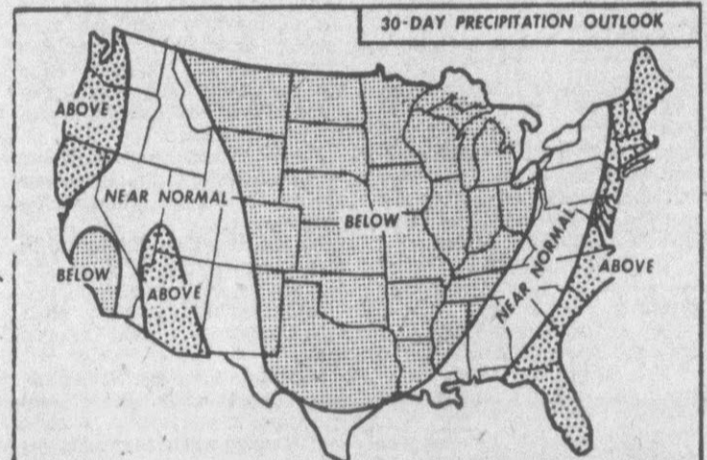 30-DAY PRECIPITATION OUTLOOK
ABOVE
NEAR NORMAL
BELOW
BELOW
ABOVE
NEAR NORMAL
ABOVE